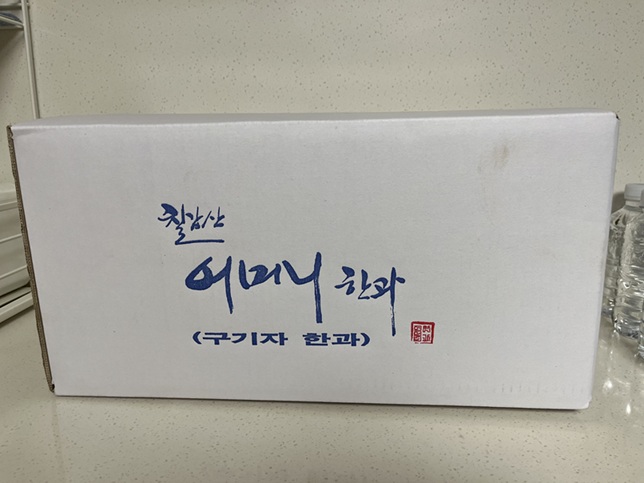 칠갑산
어머니 한과
(구기자 한과)